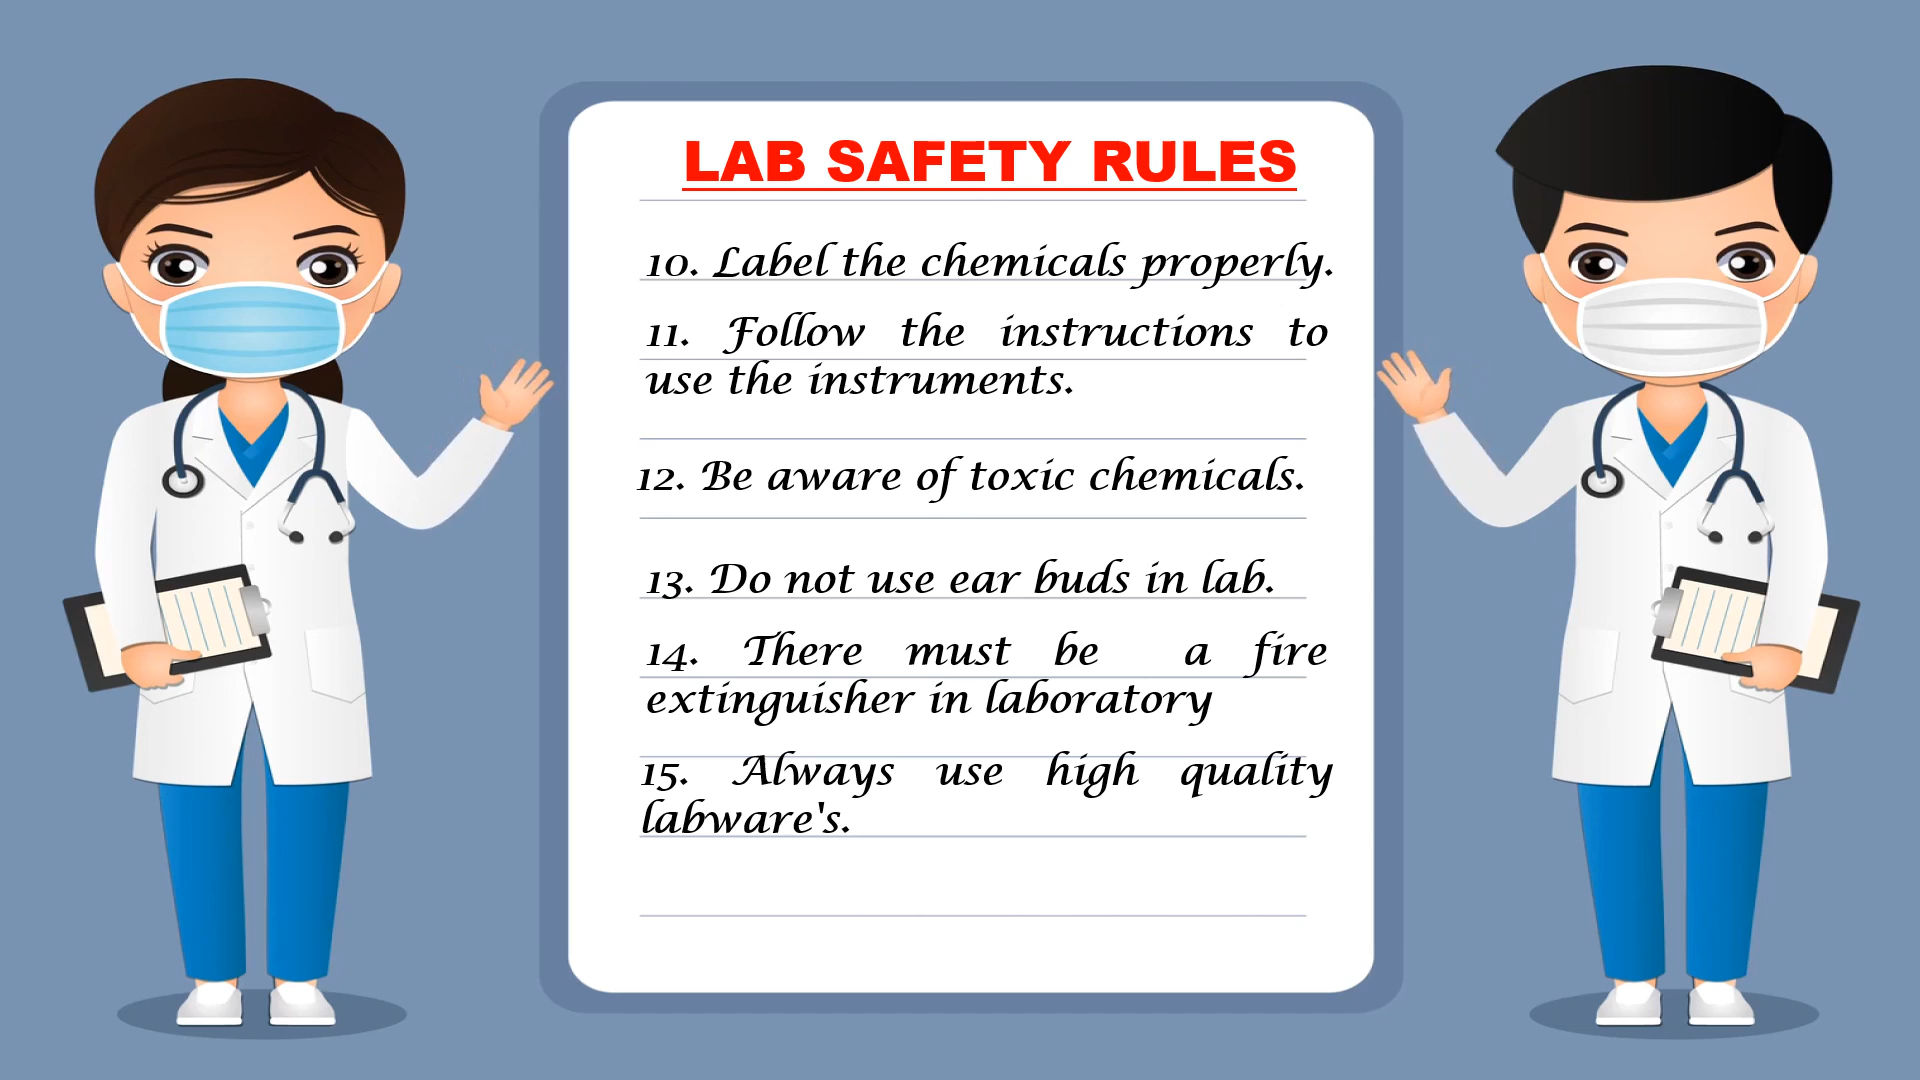 LAB SAFETY RULES
10. Label the chemicals properly.
11. Follow the instructions to
use the instruments.
12. Be aware of toxic chemicals.
13. Do not use ear buds in lab.
14. There must be a fire
extinguisher in laboratory
15. Always use high quality
labware's.